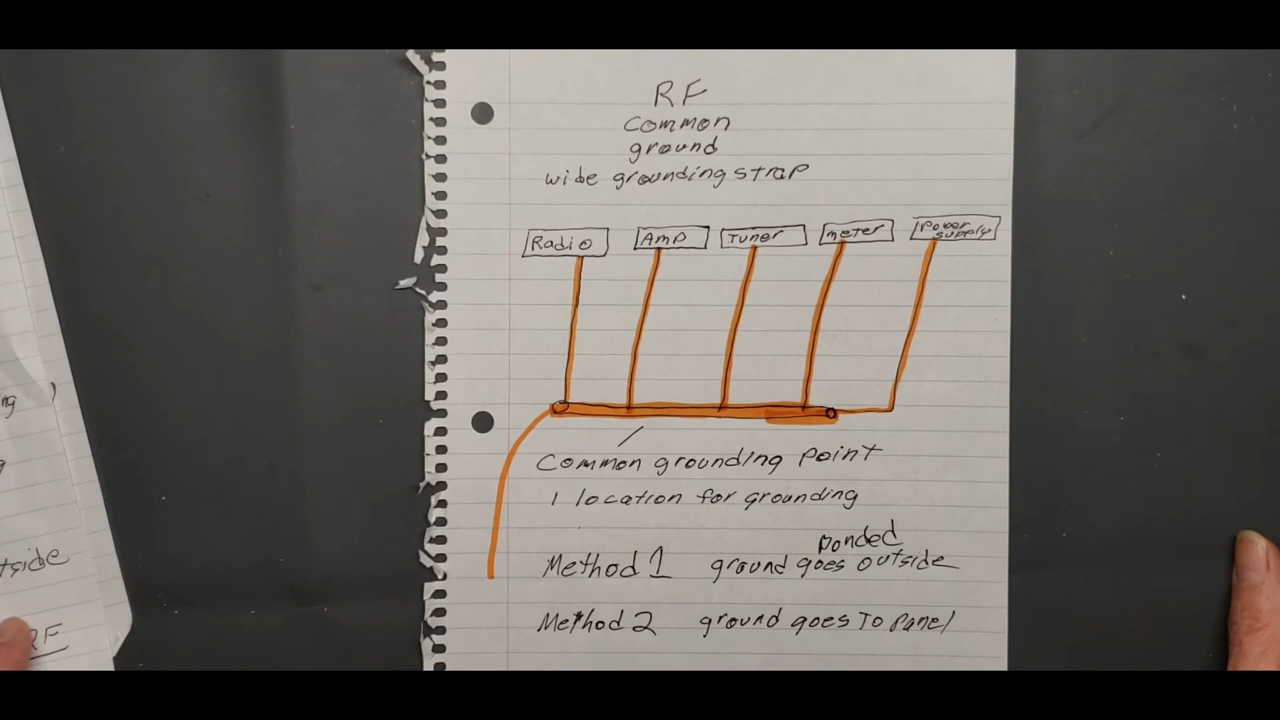 RF
common
ground
wide grounding strap
Radio
Amp
Tuner
meter
Power
supply
Common grounding point
1 location for grounding
bonded
Method 1 ground goes outside
Method 2 ground goes To Panel
ng
tside
RF